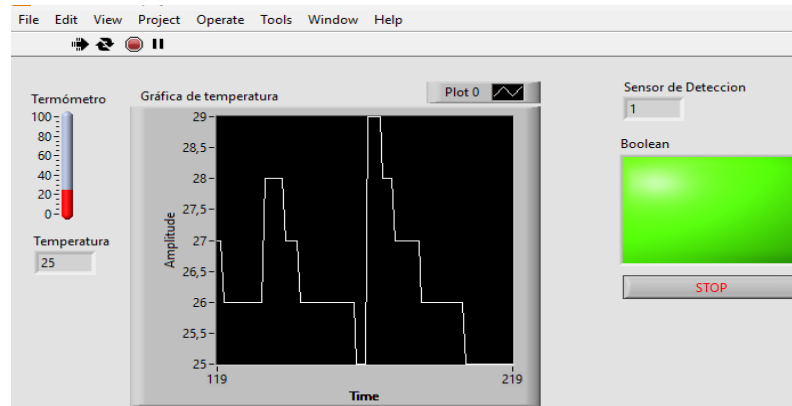 File Edit View Project Operate Tools Window Help
Termómetro
100
80
60
40
20
0
Temperatura
25
Gráfica de temperatura
Plot 0
Amplitude
29
28,5
28
27,5
27
26,5
26
25,5
25
119
219
Time
Sensor de Deteccion
1
Boolean
STOP